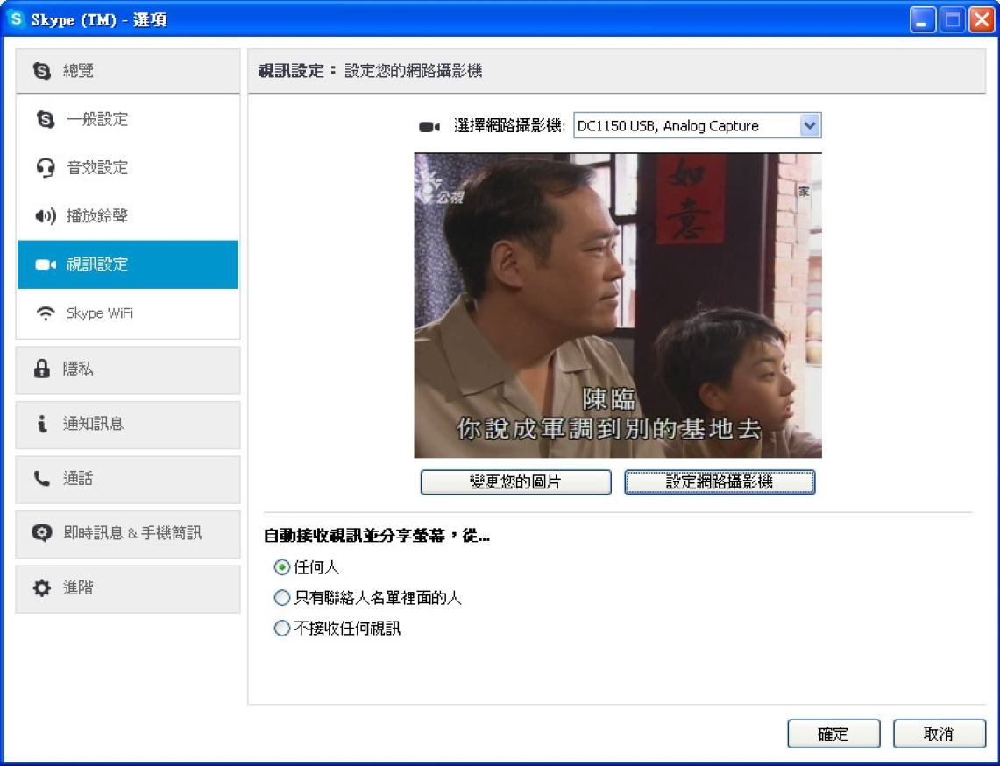 Skype (TM) - 選項
總覽
一般設定
音效設定
播放鈴聲
視訊設定
Skype WiFi
隱私
通知訊息
通話
即時訊息 & 手機簡訊
進階
視訊設定： 設定您的網路攝影機
選擇網路攝影機: DC1150 USB, Analog Capture
公視
如意
家
陳臨
你說成軍調到別的基地去
變更您的圖片
設定網路攝影機
自動接收視訊並分享螢幕，從...
任何人
只有聯絡人名單裡面的人
不接收任何視訊
確定
取消